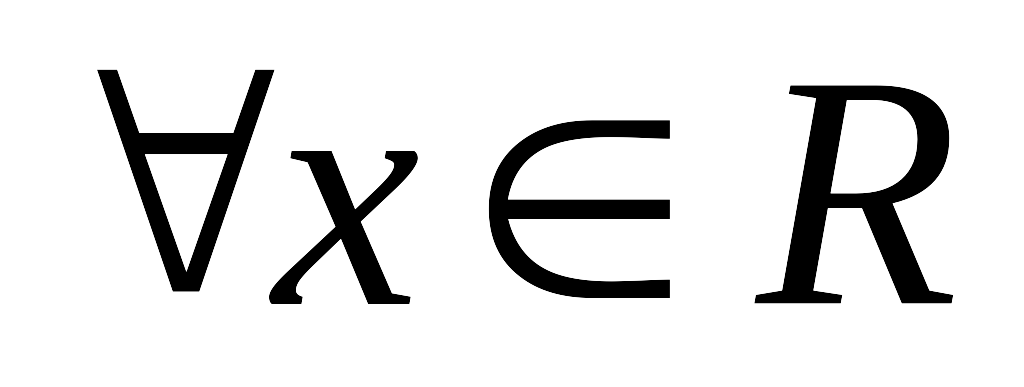 ∀x ∈ R